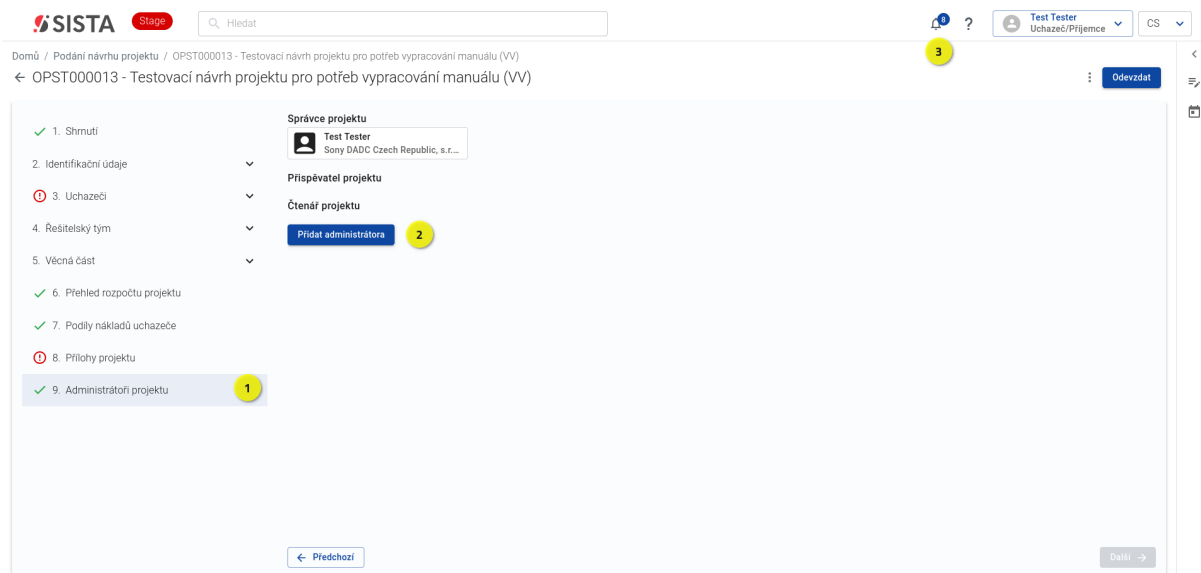 SISTA
Stage
Hledat
8
?
Test Tester
Uchazeč/Příjemce
CS
3
Domů / Podání návrhu projektu / OPST000013 - Testovací návrh projektu pro potřeb vypracování manuálu (VV)
← OPST000013 - Testovací návrh projektu pro potřeb vypracování manuálu (VV)
Odevzdat
1. Shrnutí
2. Identifikační údaje
3. Uchazeči
4. Řešitelský tým
5. Věcná část
6. Přehled rozpočtu projektu
7. Podíly nákladů uchazeče
8. Přílohy projektu
9. Administrátoři projektu
1
Správce projektu
Test Tester
Sony DADC Czech Republic, s.r....
Přispěvatel projektu
Čtenář projektu
Přidat administrátora
2
← Předchozí
Další →